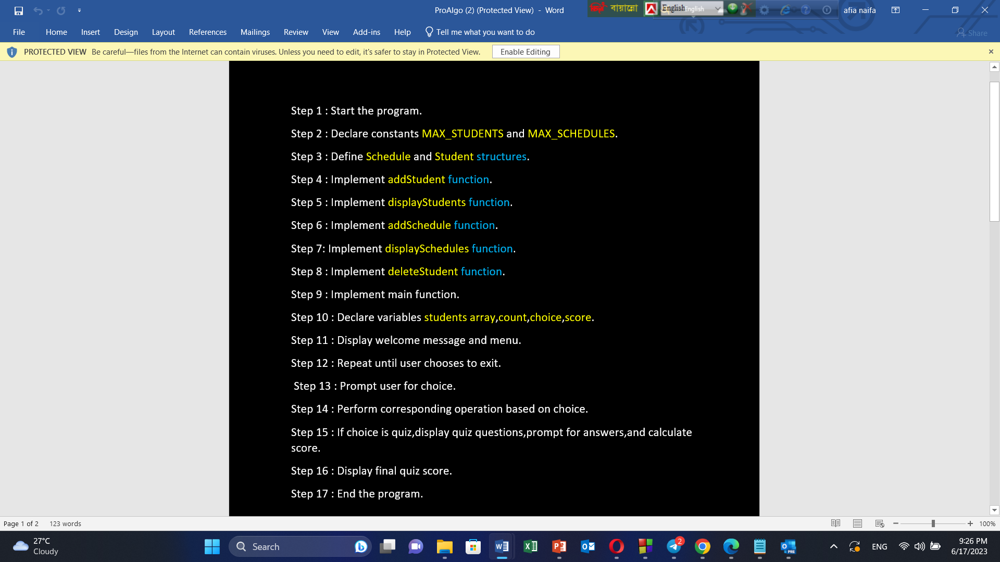 ProAlgo (2) (Protected View) - Word
বায়ান্নো
English
English
afia naifa
File Home Insert Design Layout References Mailings Review View Add-ins Help Tell me what you want to do
Share
PROTECTED VIEW Be careful—files from the Internet can contain viruses. Unless you need to edit, it's safer to stay in Protected View. Enable Editing
Step 1 : Start the program.
Step 2 : Declare constants MAX_STUDENTS and MAX_SCHEDULES.
Step 3 : Define Schedule and Student structures.
Step 4 : Implement addStudent function.
Step 5 : Implement displayStudents function.
Step 6 : Implement addSchedule function.
Step 7: Implement displaySchedules function.
Step 8 : Implement deleteStudent function.
Step 9 : Implement main function.
Step 10 : Declare variables students array,count,choice,score.
Step 11 : Display welcome message and menu.
Step 12 : Repeat until user chooses to exit.
Step 13 : Prompt user for choice.
Step 14 : Perform corresponding operation based on choice.
Step 15 : If choice is quiz,display quiz questions,prompt for answers,and calculate
score.
Step 16 : Display final quiz score.
Step 17 : End the program.
Page 1 of 2 123 words
100%
27°C
Cloudy
Search
2
PRE
ENG
9:26 PM
6/17/2023